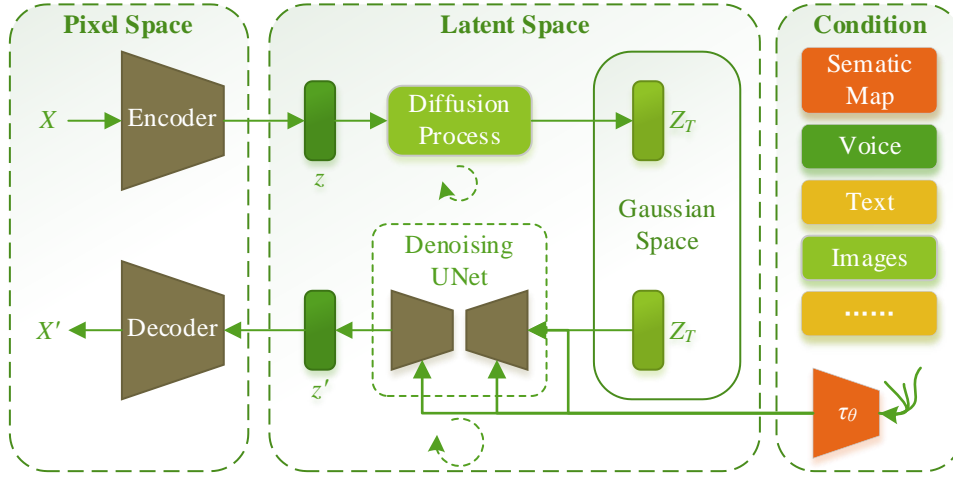 Pixel Space
Latent Space
Condition
X
Encoder
z
Diffusion
Process
Z_T
Gaussian
Space
Denoising
UNet
X'
Decoder
z'
Z_T
Sematic
Map
Voice
Text
Images
......
τ_θ